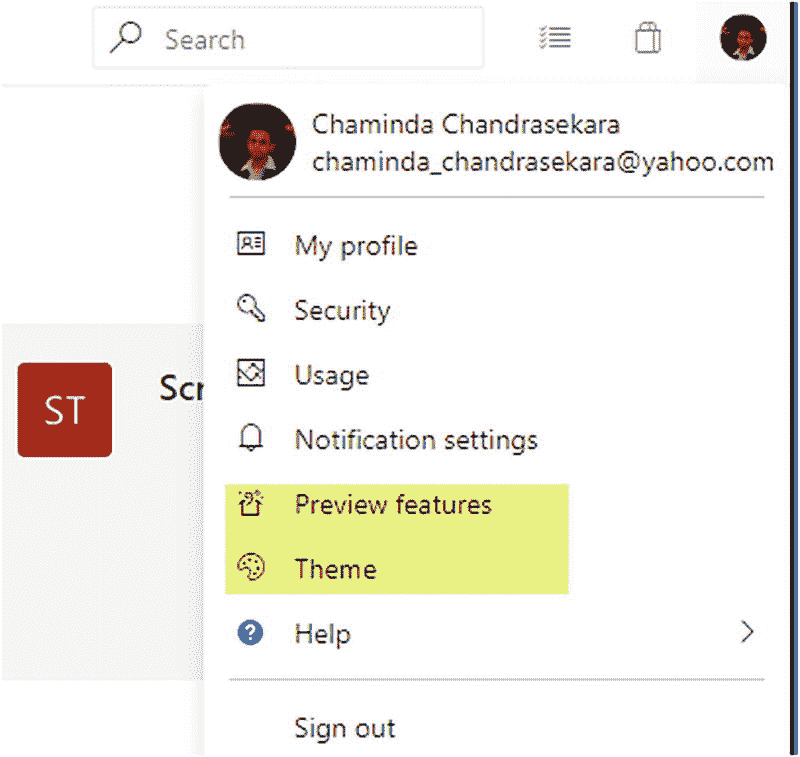 Search
Chaminda Chandrasekara
chaminda_chandrasekara@yahoo.com
My profile
Security
Usage
ST
Scr
Notification settings
Preview features
Theme
? Help
Sign out